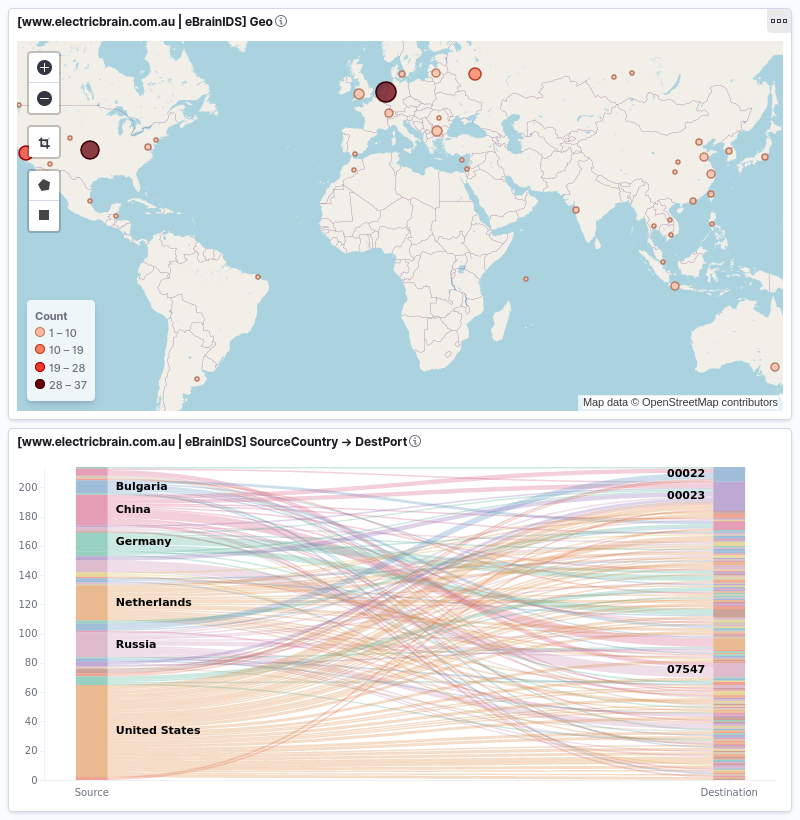 [www.electricbrain.com.au | eBrainIDS] Geo
Count
1 – 10
10 – 19
19 – 28
28 – 37
Map data © OpenStreetMap contributors
[www.electricbrain.com.au | eBrainIDS] SourceCountry → DestPort
200
180
160
140
120
100
80
60
40
20
0
Bulgaria
China
Germany
Netherlands
Russia
United States
00022
00023
07547
Source
Destination